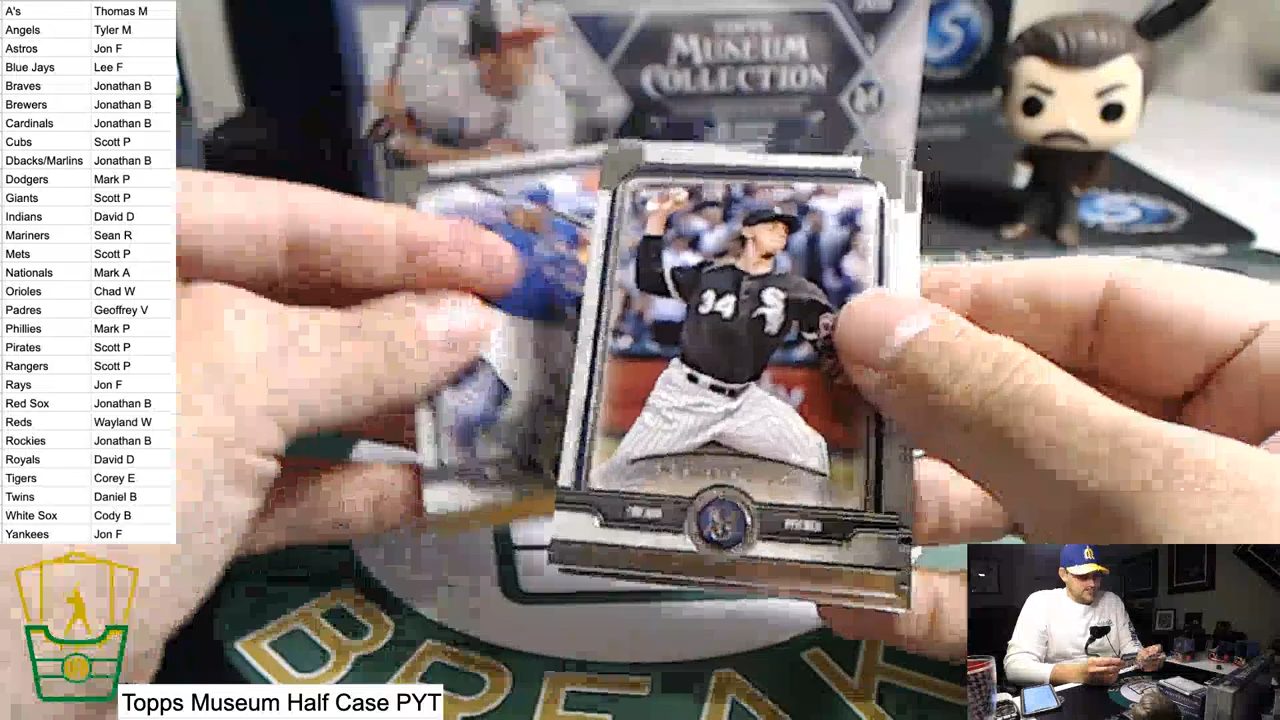 A's Thomas M
Angels Tyler M
Astros Jon F
Blue Jays Lee F
Braves Jonathan B
Brewers Jonathan B
Cardinals Jonathan B
Cubs Scott P
Dbacks/Marlins Jonathan B
Dodgers Mark P
Giants Scott P
Indians David D
Mariners Sean R
Mets Scott P
Nationals Mark A
Orioles Chad W
Padres Geoffrey V
Phillies Mark P
Pirates Scott P
Rangers Scott P
Rays Jon F
Red Sox Jonathan B
Reds Wayland W
Rockies Jonathan B
Royals David D
Tigers Corey E
Twins Daniel B
White Sox Cody B
Yankees Jon F
TOPPS
MUSEUM
COLLECTION
34
BREAK
Topps Museum Half Case PYT